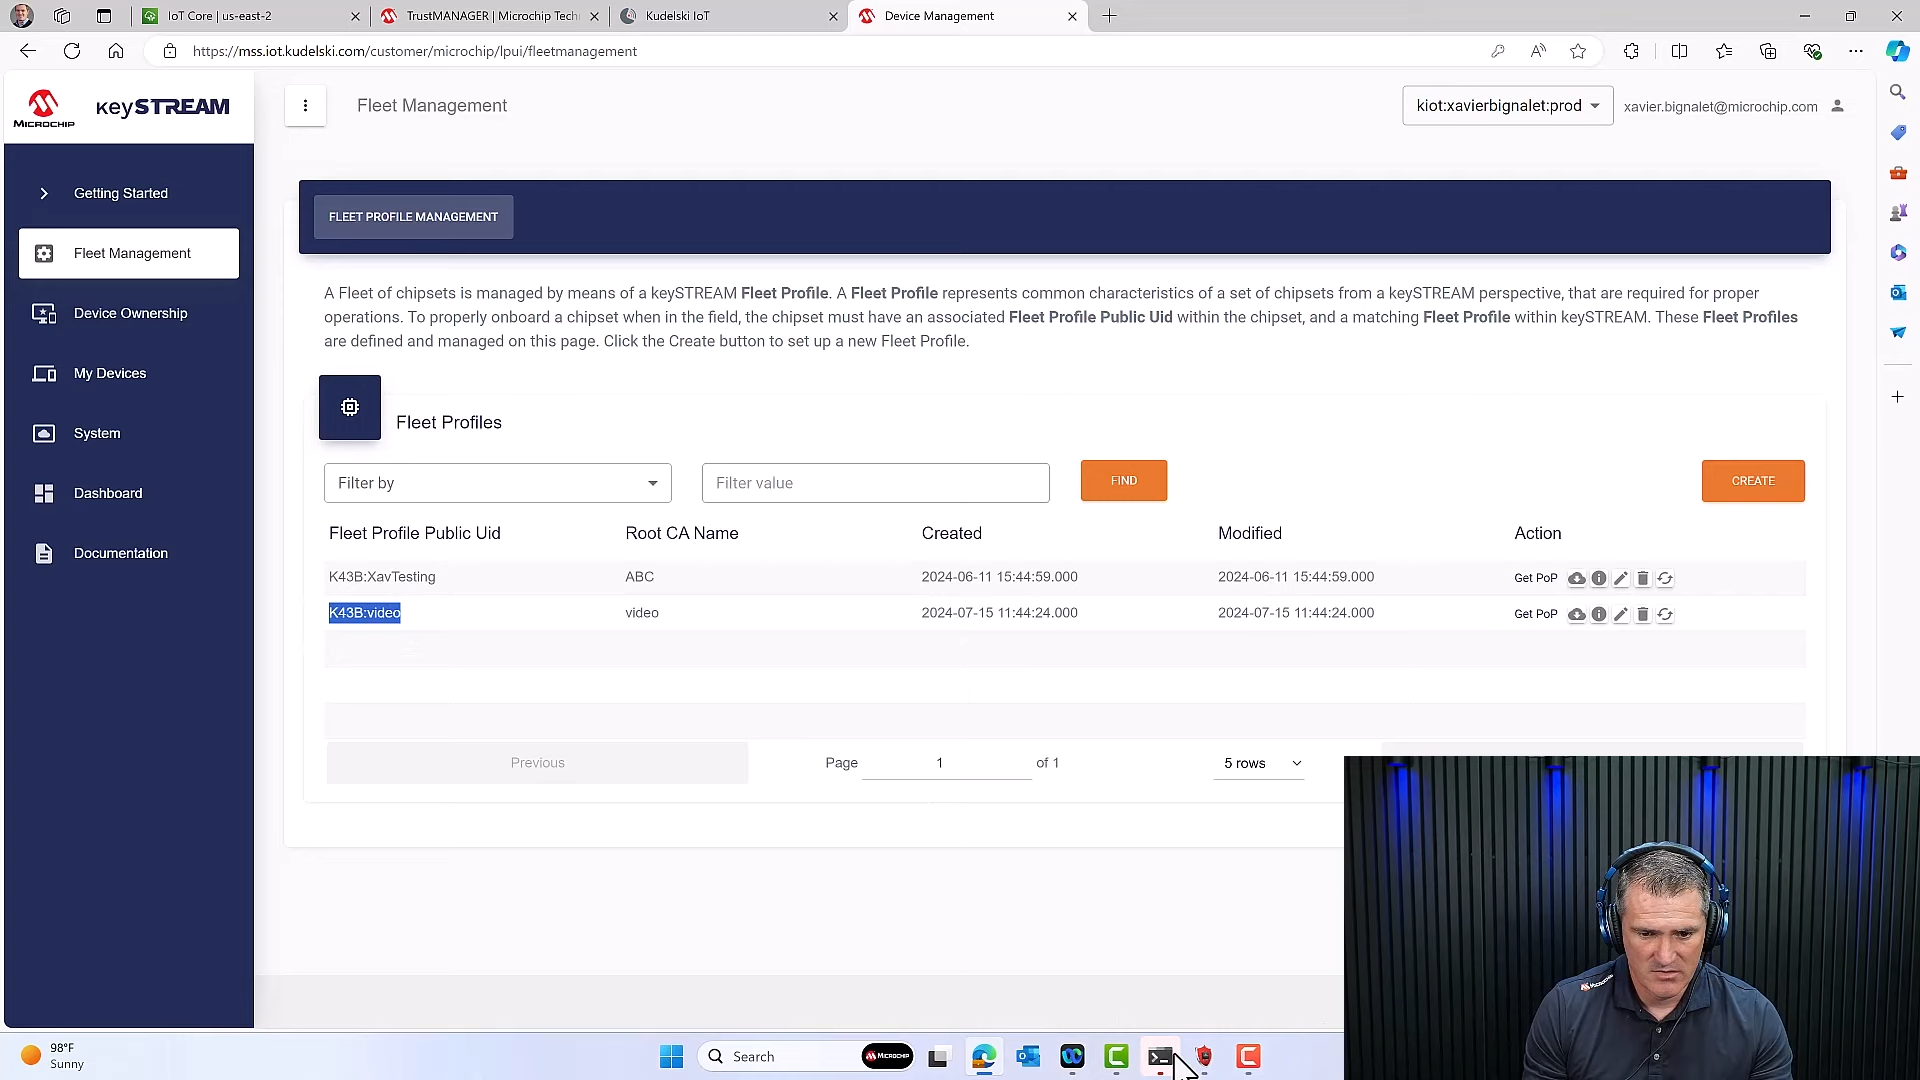 IoT Core | us-east-2
TrustMANAGER | Microchip Tech
Kudelski IoT
Device Management
https://mss.iot.kudelski.com/customer/microchip/lpui/fleetmanagement
MICROCHIP
keySTREAM
Fleet Management
kiot:xavierbignalet:prod
xavier.bignalet@microchip.com
Getting Started
Fleet Management
Device Ownership
My Devices
System
Dashboard
Documentation
FLEET PROFILE MANAGEMENT
A Fleet of chipsets is managed by means of a keySTREAM Fleet Profile. A Fleet Profile represents common characteristics of a set of chipsets from a keySTREAM perspective, that are required for proper
operations. To properly onboard a chipset when in the field, the chipset must have an associated Fleet Profile Public Uid within the chipset, and a matching Fleet Profile within keySTREAM. These Fleet Profiles
are defined and managed on this page. Click the Create button to set up a new Fleet Profile.
Fleet Profiles
Filter by
Filter value
FIND
CREATE
Fleet Profile Public Uid Root CA Name Created Modified Action
K43B:XavTesting ABC 2024-06-11 15:44:59.000 2024-06-11 15:44:59.000 Get PoP
K43B:video video 2024-07-15 11:44:24.000 2024-07-15 11:44:24.000 Get PoP
Previous
Page 1 of 1
5 rows
98°F
Sunny
Search
MICROCHIP